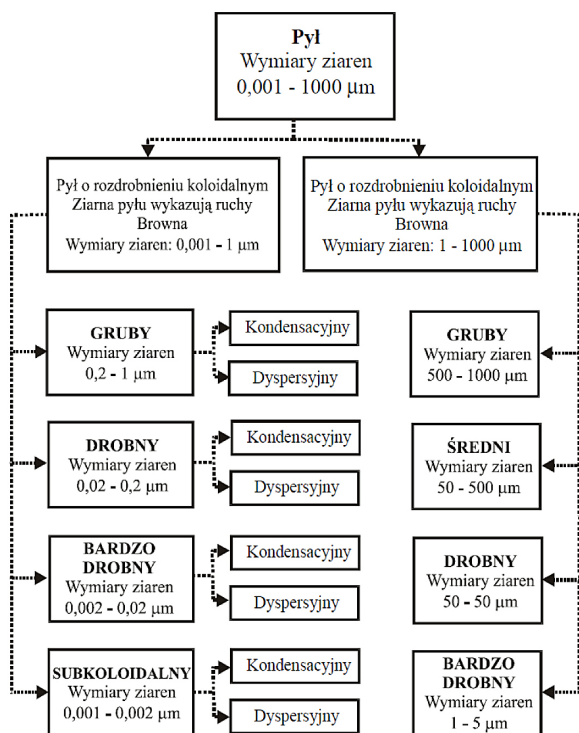 Pył
Wymiary ziaren
0,001 - 1000 µm
Pył o rozdrobnieniu koloidalnym
Ziarna pyłu wykazują ruchy
Browna
Wymiary ziaren: 0,001 - 1 µm
Pył o rozdrobnieniu koloidalnym
Ziarna pyłu wykazują ruchy
Browna
Wymiary ziaren: 1 - 1000 µm
GRUBY
Wymiary ziaren
0,2 - 1 µm
Kondensacyjny
Dyspersyjny
GRUBY
Wymiary ziaren
500 - 1000 µm
DROBNY
Wymiary ziaren
0,02 - 0,2 µm
Kondensacyjny
Dyspersyjny
ŚREDNI
Wymiary ziaren
50 - 500 µm
BARDZO
DROBNY
Wymiary ziaren
0,002 - 0,02 µm
Kondensacyjny
Dyspersyjny
DROBNY
Wymiary ziaren
50 - 50 µm
SUBKOLOIDALNY
Wymiary ziaren
0,001 - 0,002 µm
Kondensacyjny
Dyspersyjny
BARDZO
DROBNY
Wymiary ziaren
1 - 5 µm